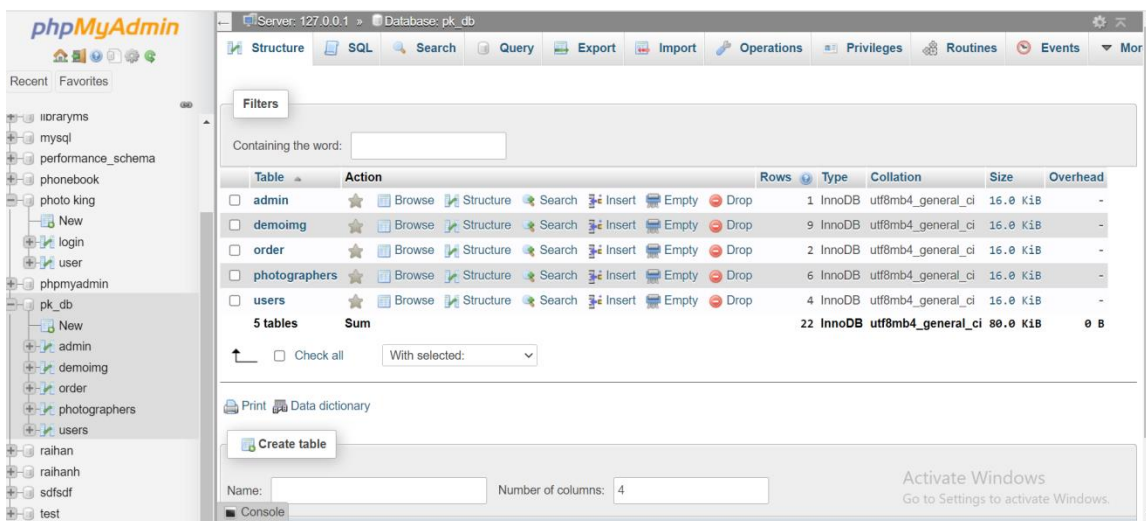 phpMyAdmin
Recent Favorites
libraryms
mysql
performance_schema
phonebook
photo king
New
login
user
phpmyadmin
pk_db
New
admin
demoimg
order
photographers
users
raihan
raihanh
sdfsdf
test
Server: 127.0.0.1 » Database: pk_db
Structure SQL Search Query Export Import Operations Privileges Routines Events Mor
Filters
Containing the word:
Table Action Rows Type Collation Size Overhead
admin Browse Structure Search Insert Empty Drop 1 InnoDB utf8mb4_general_ci 16.0 KiB -
demoimg Browse Structure Search Insert Empty Drop 9 InnoDB utf8mb4_general_ci 16.0 KiB -
order Browse Structure Search Insert Empty Drop 2 InnoDB utf8mb4_general_ci 16.0 KiB -
photographers Browse Structure Search Insert Empty Drop 6 InnoDB utf8mb4_general_ci 16.0 KiB -
users Browse Structure Search Insert Empty Drop 4 InnoDB utf8mb4_general_ci 16.0 KiB -
5 tables Sum 22 InnoDB utf8mb4_general_ci 80.0 KiB 0 B
Check all With selected:
Print Data dictionary
Create table
Name: Number of columns: 4
Activate Windows
Go to Settings to activate Windows.
Console